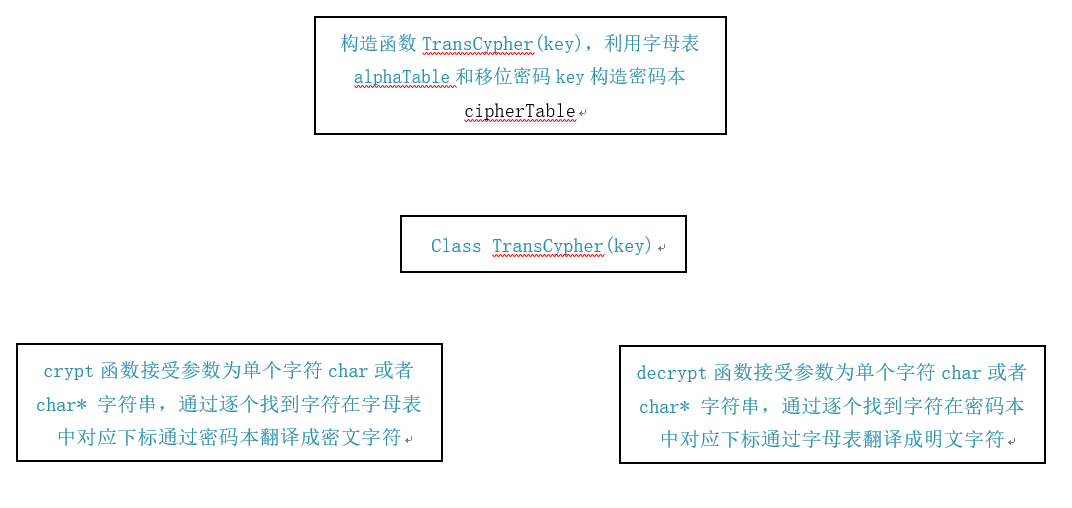 构造函数 TransCypher(key)，利用字母表
alphaTable 和移位密码 key 构造密码本
cipherTable
Class TransCypher(key)
crypt 函数接受参数为单个字符 char 或者
char* 字符串，通过逐个找到字符在字母表
中对应下标通过密码本翻译成密文字符
decrypt 函数接受参数为单个字符 char 或者
char* 字符串，通过逐个找到字符在密码本
中对应下标通过字母表翻译成明文字符